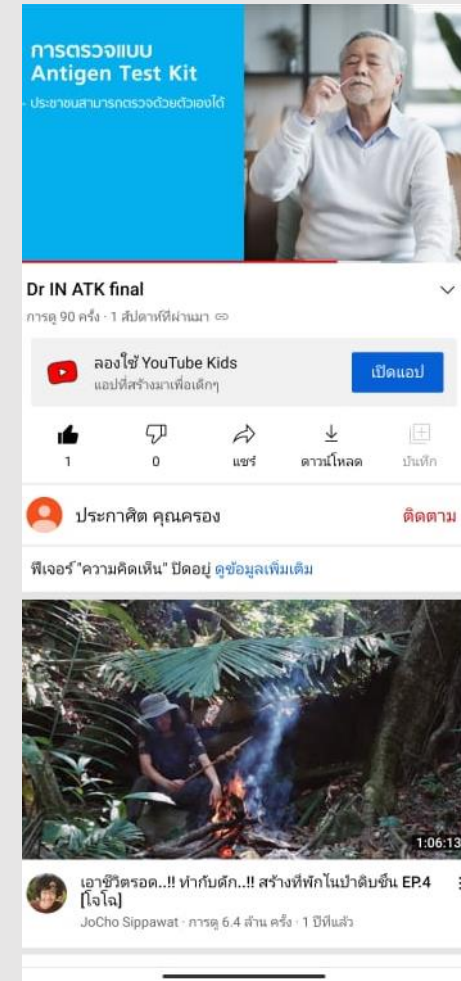 การตรวจแบบ
Antigen Test Kit
- ประชาชนสามารถตรวจด้วยตัวเองได้
Dr IN ATK final
การดู 90 ครั้ง · 1 สัปดาห์ที่ผ่านมา
ลองใช้ YouTube Kids
แอปที่สร้างมาเพื่อเด็กๆ
เปิดแอป
1
0
แชร์
ดาวน์โหลด
บันทึก
ประกาศิต คุณครอง
ติดตาม
ฟีเจอร์ "ความคิดเห็น" ปิดอยู่ ดูข้อมูลเพิ่มเติม
1:06:13
เอาชีวิตรอด..!! ทำกับดัก..!! สร้างที่พักในป่าดิบชื้น EP.4
[โจโฉ]
JoCho Sippawat · การดู 6.4 ล้าน ครั้ง · 1 ปีที่แล้ว